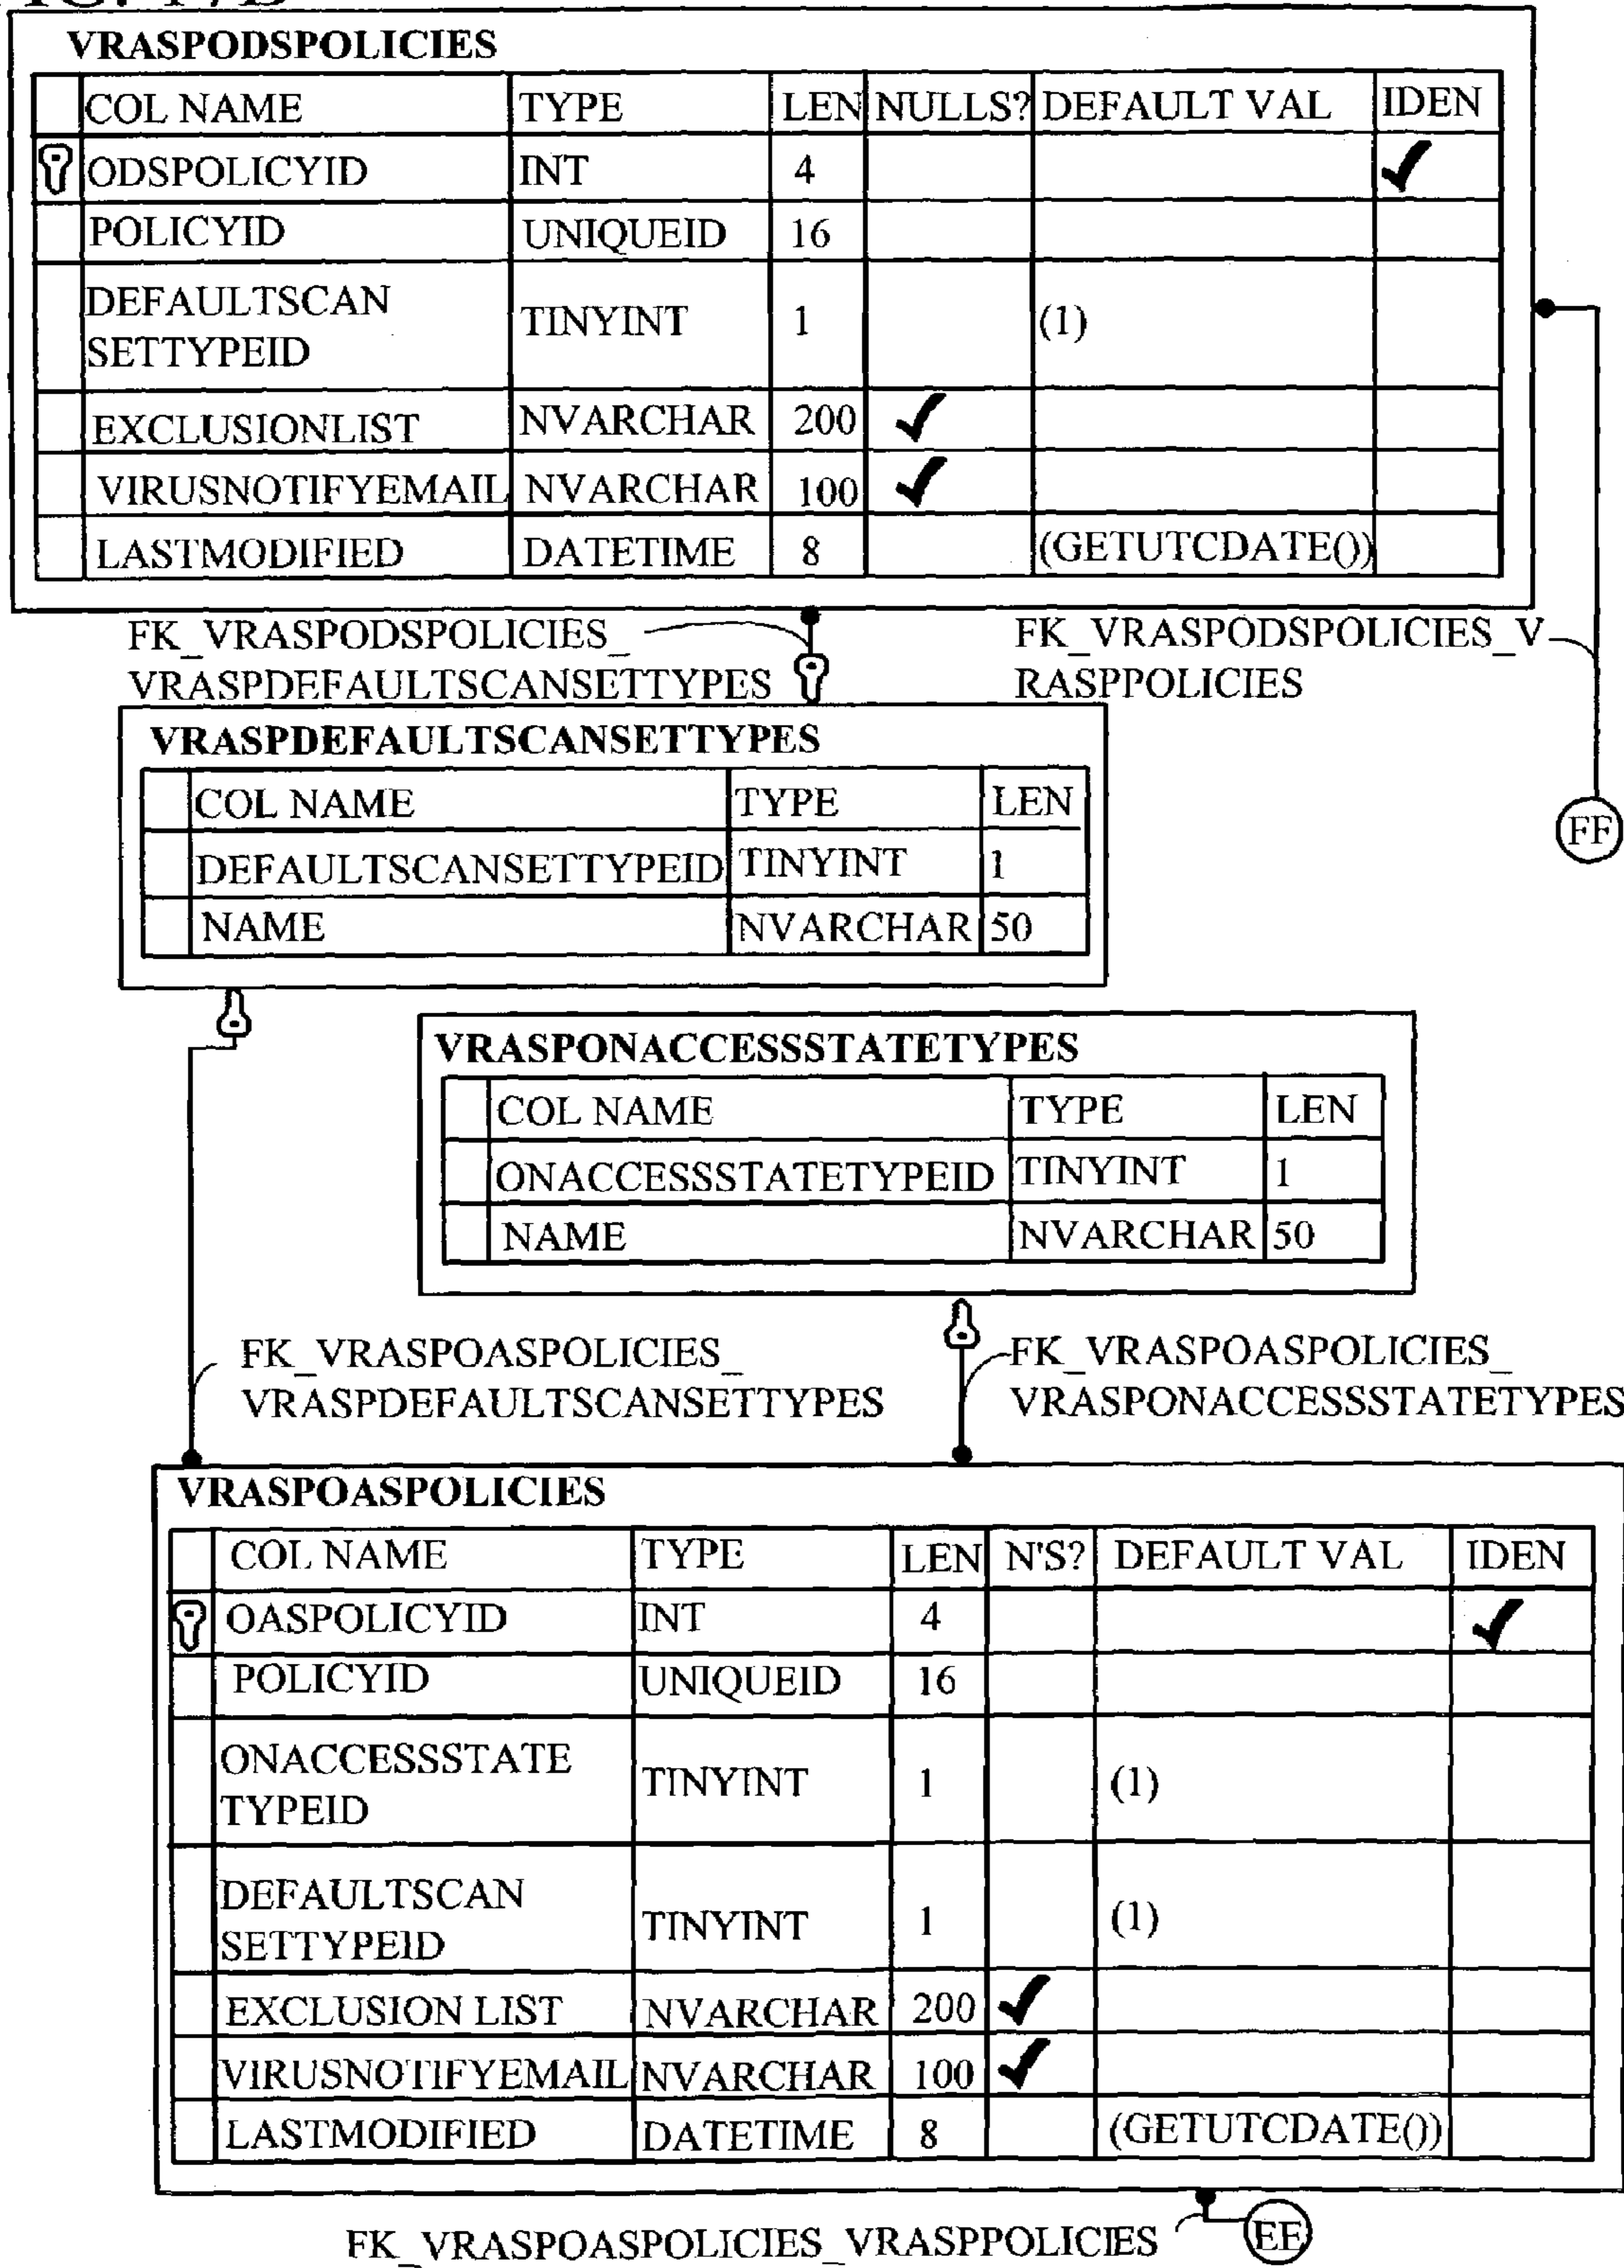 VRASPODSPOLICIES
COL NAME TYPE LEN NULLS? DEFAULT VAL IDEN
ODSPOLICYID INT 4
POLICYID UNIQUEID 16
DEFAULTSCAN
SETTYPEID TINYINT 1 (1)
EXCLUSIONLIST NVARCHAR 200
VIRUSNOTIFYEMAIL NVARCHAR 100
LASTMODIFIED DATETIME 8 (GETUTCDATE())
FK_VRASPODSPOLICIES_
VRASPDEFAULTSCANSETTYPES
FK_VRASPODSPOLICIES_V
RASPPOLICIES
VRASPDEFAULTSCANSETTYPES
COL NAME TYPE LEN
DEFAULTSCANSETTYPEID TINYINT 1
NAME NVARCHAR 50
FF
VRASPONACCESSSTATETYPES
COL NAME TYPE LEN
ONACCESSSTATETYPEID TINYINT 1
NAME NVARCHAR 50
FK_VRASPOASPOLICIES_
VRASPDEFAULTSCANSETTYPES
FK_VRASPOASPOLICIES_
VRASPONACCESSSTATETYPES
VRASPOASPOLICIES
COL NAME TYPE LEN N'S? DEFAULT VAL IDEN
OASPOLICYID INT 4
POLICYID UNIQUEID 16
ONACCESSSTATE
TYPEID TINYINT 1 (1)
DEFAULTSCAN
SETTYPEID TINYINT 1 (1)
EXCLUSION LIST NVARCHAR 200
VIRUSNOTIFYEMAIL NVARCHAR 100
LASTMODIFIED DATETIME 8 (GETUTCDATE())
FK_VRASPOASPOLICIES_VRASPPOLICIES EE